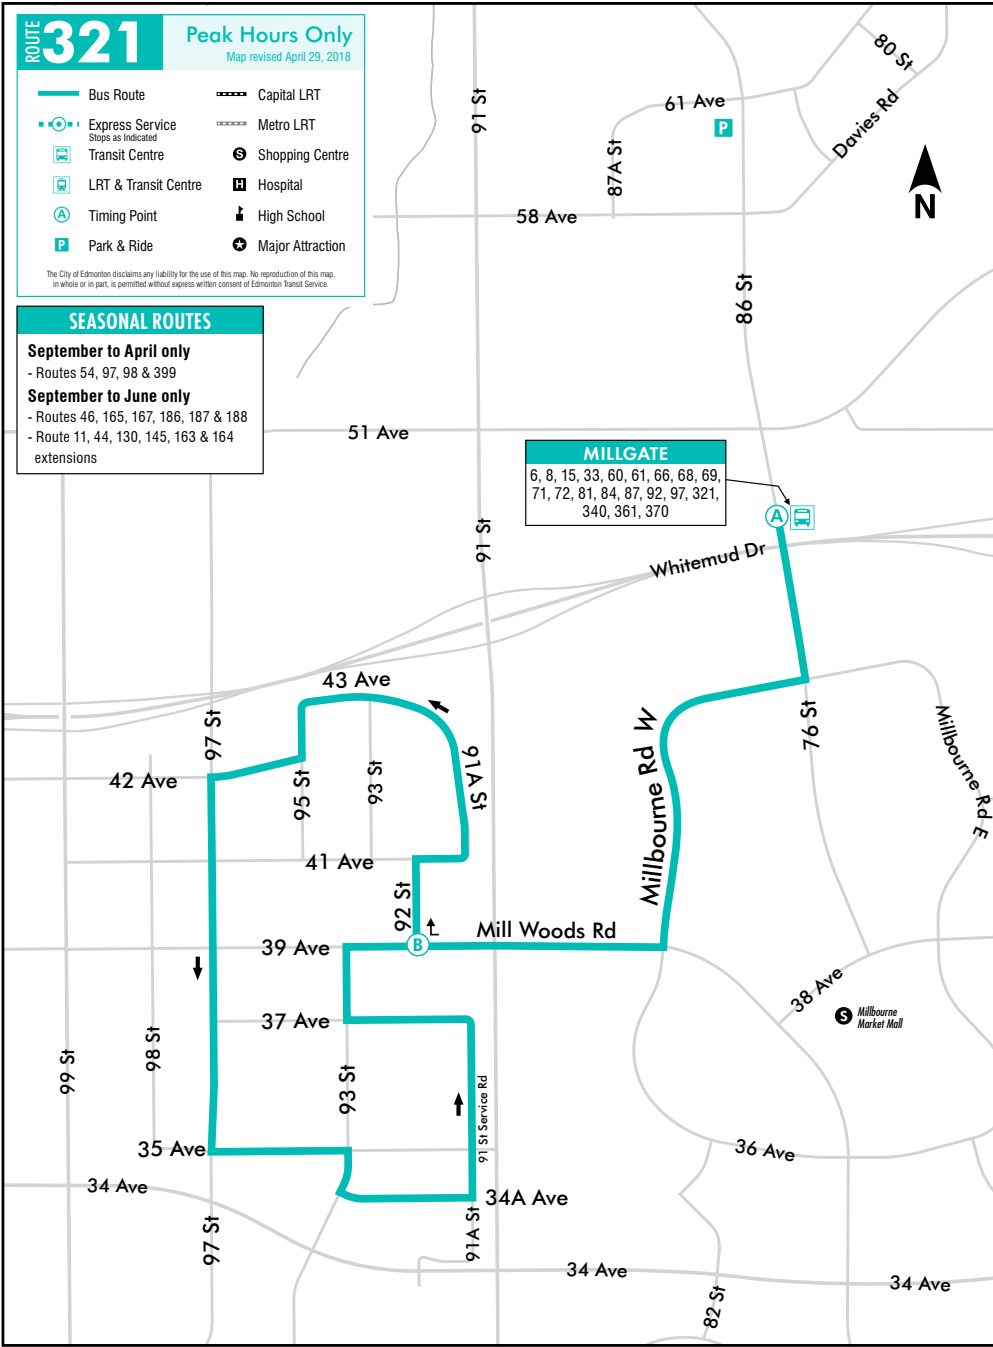 ROUTE 321
Peak Hours Only
Map revised April 29, 2018
Bus Route
Express Service
Stops as Indicated
Transit Centre
LRT & Transit Centre
A Timing Point
P Park & Ride
Capital LRT
Metro LRT
S Shopping Centre
H Hospital
High School
Major Attraction
The City of Edmonton disclaims any liability for the use of this map. No reproduction of this map,
in whole or in part, is permitted without express written consent of Edmonton Transit Service.
SEASONAL ROUTES
September to April only
- Routes 54, 97, 98 & 399
September to June only
- Routes 46, 165, 167, 186, 187 & 188
- Route 11, 44, 130, 145, 163 & 164
extensions
80 St
61 Ave
P
Davies Rd
91 St
87A St
N
58 Ave
86 St
51 Ave
MILLGATE
6, 8, 15, 33, 60, 61, 66, 68, 69,
71, 72, 81, 84, 87, 92, 97, 321,
340, 361, 370
A
91 St
Whitemud Dr
43 Ave
97 St
76 St
Millbourne Rd W
Millbourne Rd E
42 Ave
95 St
93 St
91A St
41 Ave
92 St
39 Ave
B
Mill Woods Rd
38 Ave
S
Millbourne
Market Mall
37 Ave
99 St
98 St
93 St
91 St Service Rd
35 Ave
36 Ave
34 Ave
34A Ave
97 St
91A St
34 Ave
34 Ave
82 St